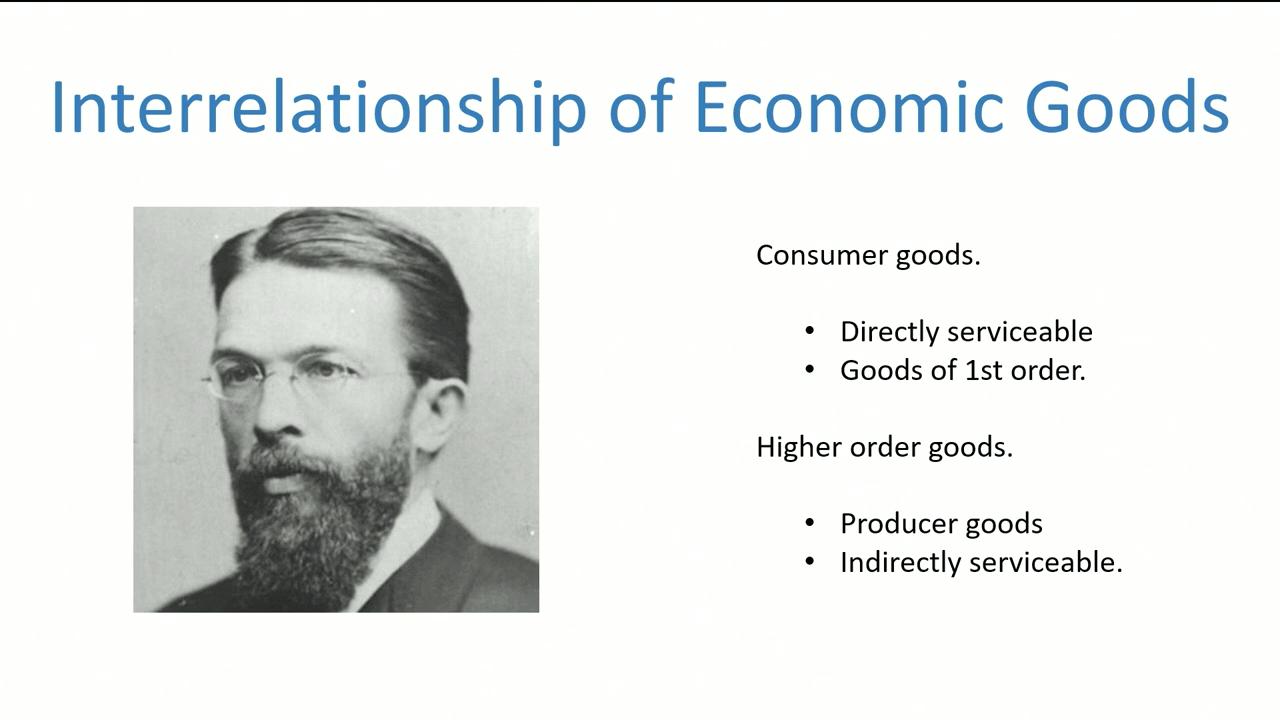 Interrelationship of Economic Goods
Consumer goods.
• Directly serviceable
• Goods of 1st order.
Higher order goods.
• Producer goods
• Indirectly serviceable.